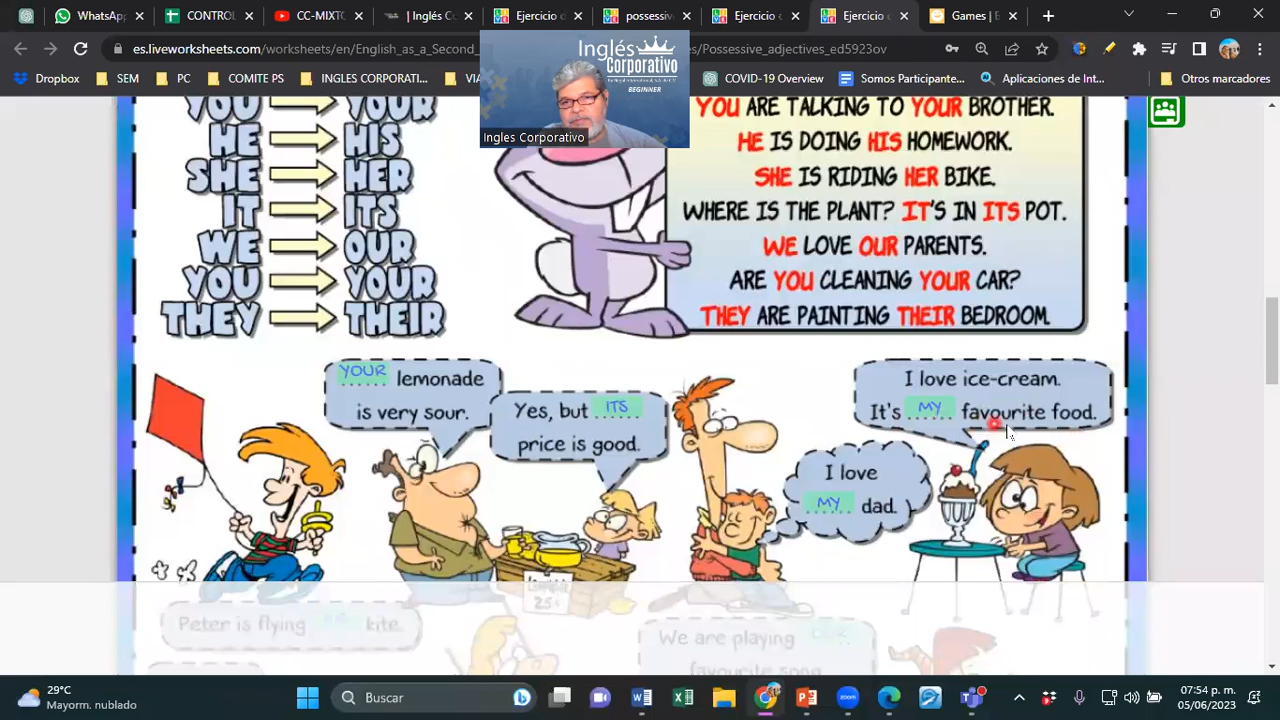 WhatsApp
CONTROL
CC-MIXTO
Inglés C
Ejercicio o
possessiv
Ejercicio o
Ejercicio o
Games | B
es.liveworksheets.com/worksheets/en/English_as_a_Second_
/Possessive_adjectives_ed5923ov
Dropbox
SEM
PC
COMITE PS
INGLES CORPORATI...
COVID-19 Overview
Somos Participante...
Aplicaciones de Int...
Otros marcadores
Inglés
Corporativo
BEGINNER
Ingles Corporativo
YOU YOUR
HE HIS
SHE HER
IT ITS
WE OUR
YOU YOUR
THEY THEIR
YOU ARE TALKING TO YOUR BROTHER.
HE IS DOING HIS HOMEWORK.
SHE IS RIDING HER BIKE.
WHERE IS THE PLANT? IT'S IN ITS POT.
WE LOVE OUR PARENTS.
ARE YOU CLEANING YOUR CAR?
THEY ARE PAINTING THEIR BEDROOM.
YOUR lemonade
is very sour.
Yes, but ITS
price is good.
I love
MY dad.
I love ice-cream.
It's MY favourite food.
LEMONADE
25¢
Peter is flying HIS kite.
We are playing OUR
favourite song
29°C
Mayorm. nublado
Buscar
07:54 p. m.
05/06/2023